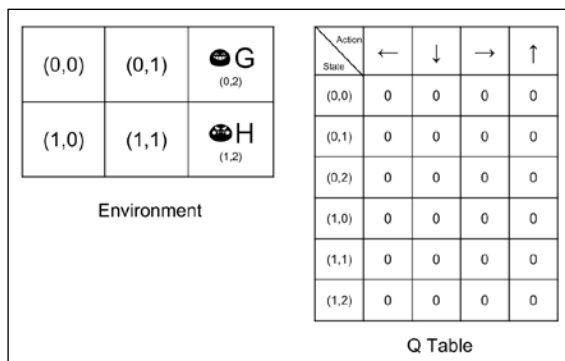 (0,0) (0,1) G
(0,2)
(1,0) (1,1) H
(1,2)
Environment
Action
State
← ↓ → ↑
(0,0) 0 0 0 0
(0,1) 0 0 0 0
(0,2) 0 0 0 0
(1,0) 0 0 0 0
(1,1) 0 0 0 0
(1,2) 0 0 0 0
Q Table